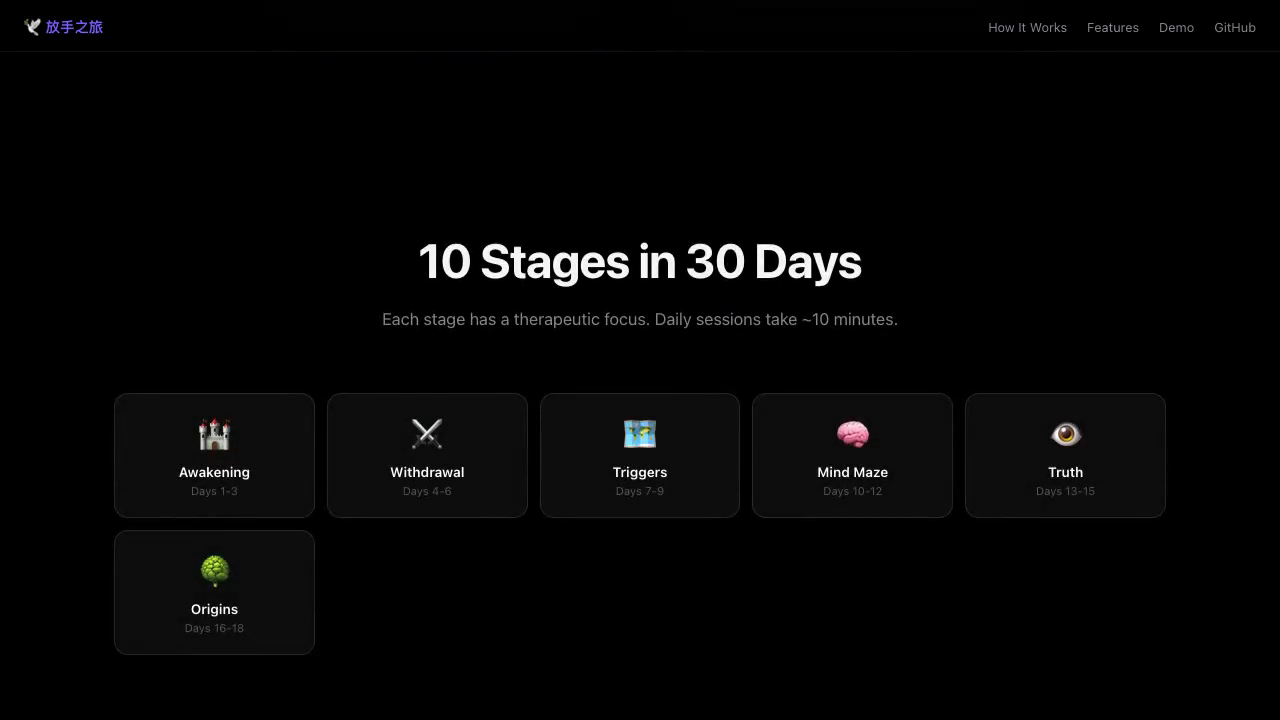 放手之旅
How It Works
Features
Demo
GitHub
10 Stages in 30 Days
Each stage has a therapeutic focus. Daily sessions take ~10 minutes.
Awakening
Days 1-3
Withdrawal
Days 4-6
Triggers
Days 7-9
Mind Maze
Days 10-12
Truth
Days 13-15
Origins
Days 16-18